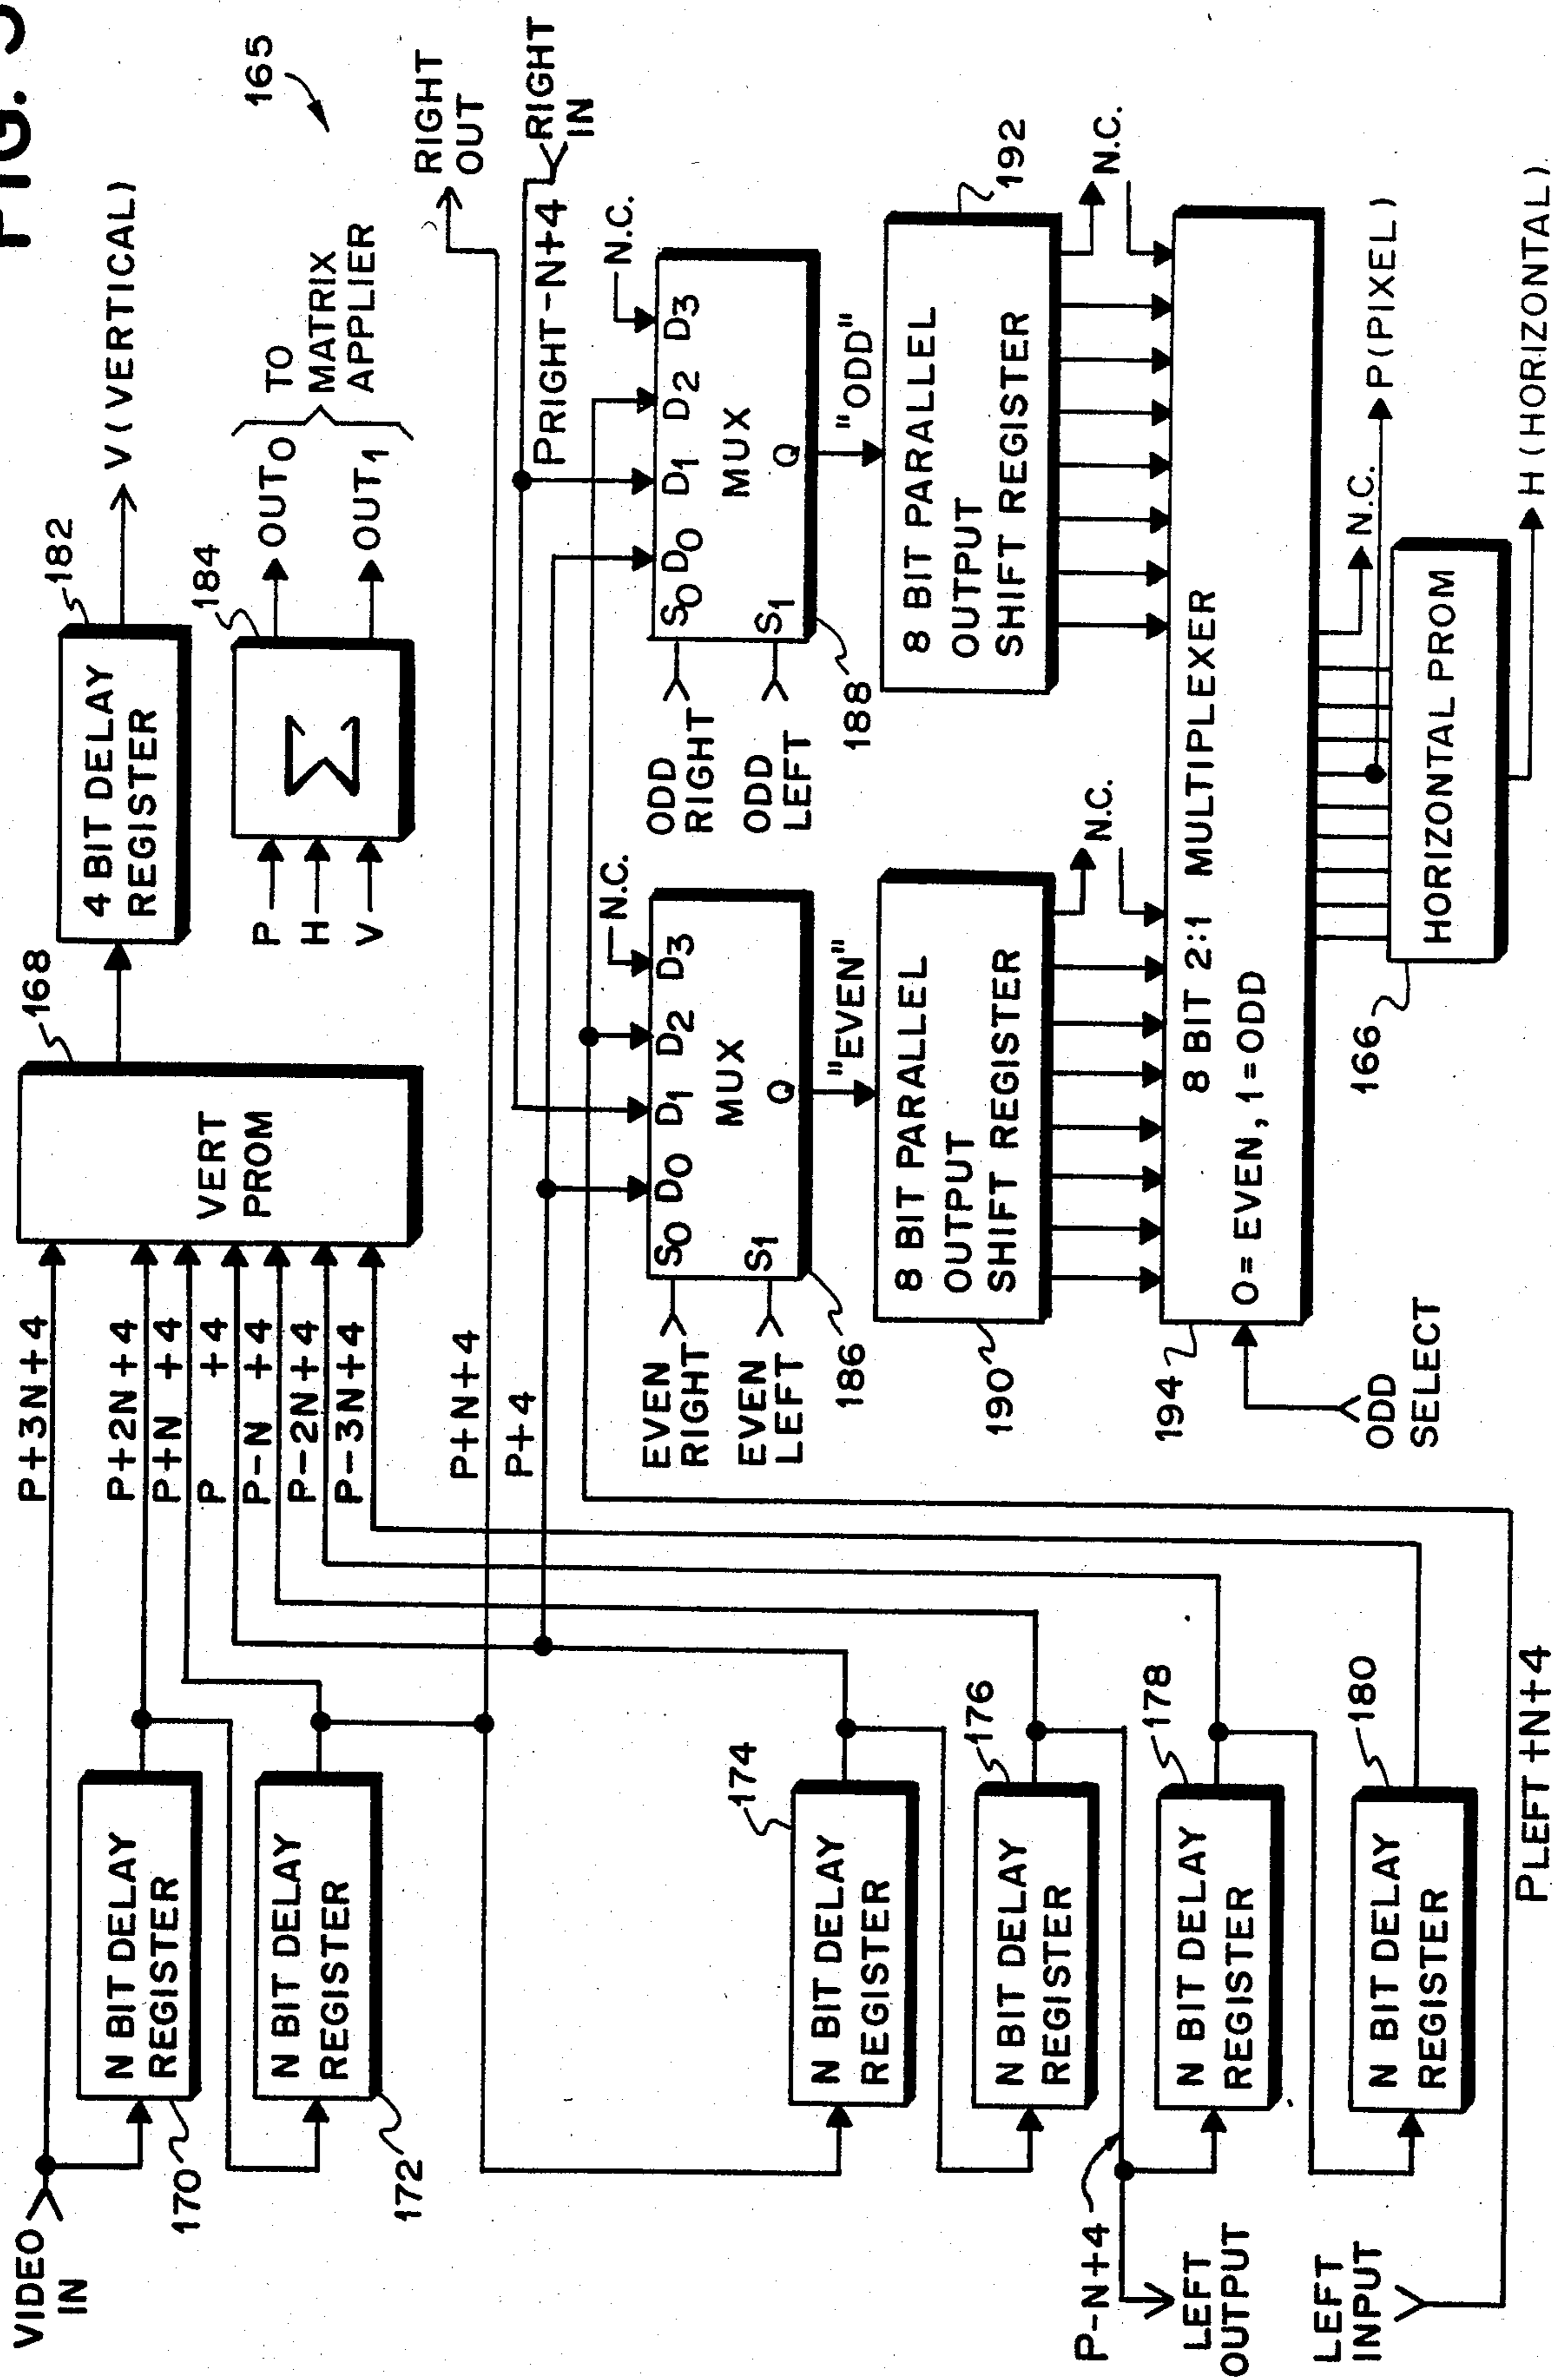 FIG. 5
165
VIDEO
IN
P+3N+4
P+2N+4
P+N +4
P +4
P-N +4
P-2N+4
P-3N+4
VERT
PROM
168
4 BIT DELAY
REGISTER
182
V (VERTICAL)
P
H
V
Σ
184
OUT0
OUT1
TO
MATRIX
APPLIER
N BIT DELAY
REGISTER
170
N BIT DELAY
REGISTER
172
P+N+4
P+4
RIGHT
OUT
RIGHT
IN
PRIGHT-N+4
N BIT DELAY
REGISTER
174
N BIT DELAY
REGISTER
176
N BIT DELAY
REGISTER
178
N BIT DELAY
REGISTER
180
P-N+4
LEFT
OUTPUT
LEFT
INPUT
PLEFT +N+4
EVEN
RIGHT
EVEN
LEFT
S0 D0 D1 D2 D3
MUX
S1 Q
N.C.
186
"EVEN"
ODD
RIGHT
ODD
LEFT
S0 D0 D1 D2 D3
MUX
S1 Q
N.C.
188
"ODD"
8 BIT PARALLEL
OUTPUT
SHIFT REGISTER
190
N.C.
8 BIT PARALLEL
OUTPUT
SHIFT REGISTER
192
N.C.
8 BIT 2:1 MULTIPLEXER
0= EVEN, 1= ODD
194
ODD
SELECT
N.C.
P (PIXEL)
HORIZONTAL PROM
166
H (HORIZONTAL)